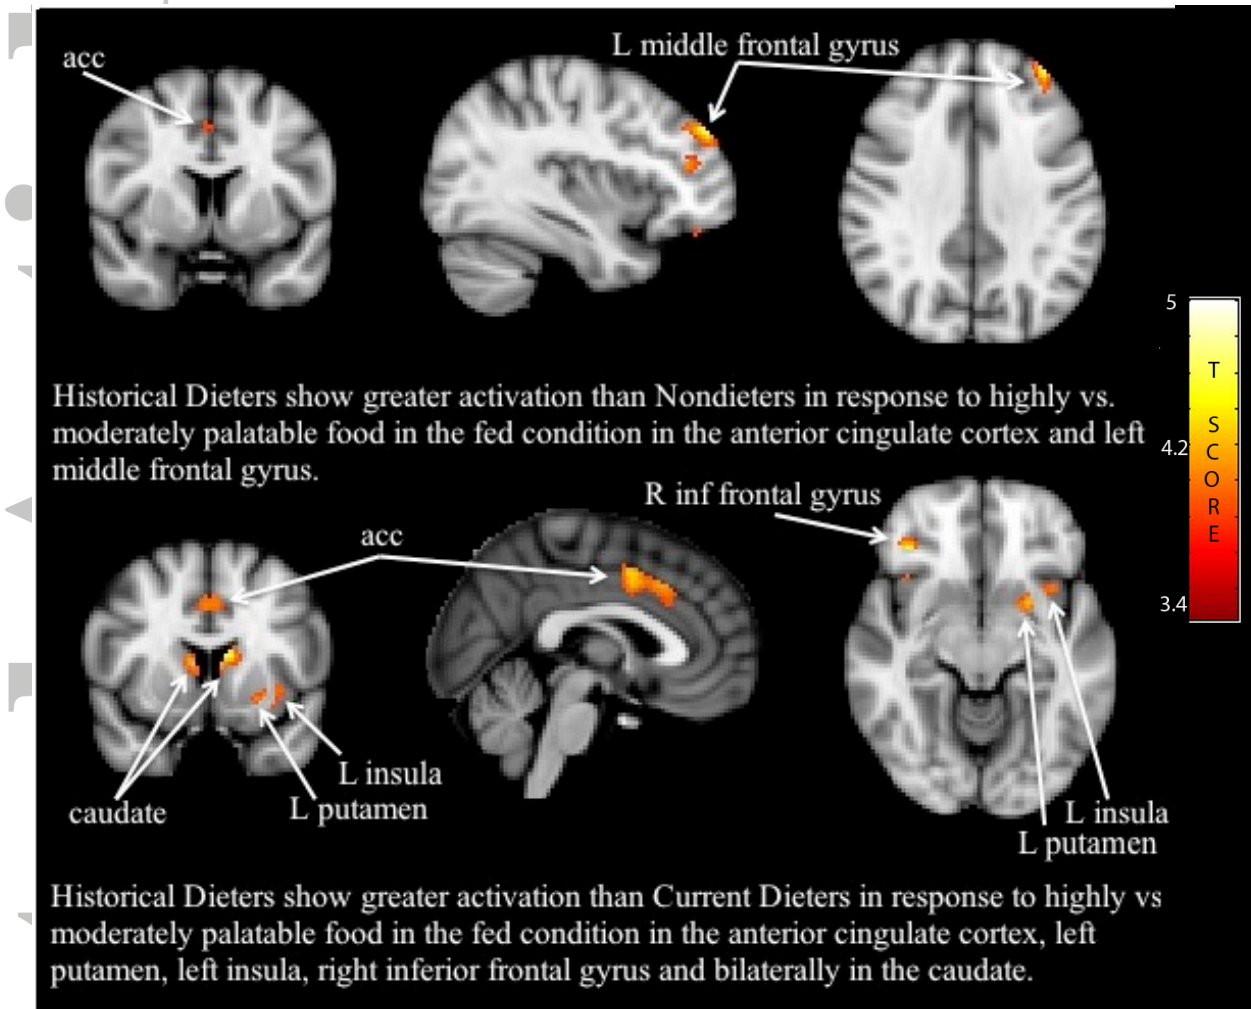 acc
L middle frontal gyrus
Historical Dieters show greater activation than Nondieters in response to highly vs.
moderately palatable food in the fed condition in the anterior cingulate cortex and left
middle frontal gyrus.
5
4.2
3.4
T
S
C
O
R
E
R inf frontal gyrus
acc
caudate
L insula
L putamen
L insula
L putamen
Historical Dieters show greater activation than Current Dieters in response to highly vs
moderately palatable food in the fed condition in the anterior cingulate cortex, left
putamen, left insula, right inferior frontal gyrus and bilaterally in the caudate.